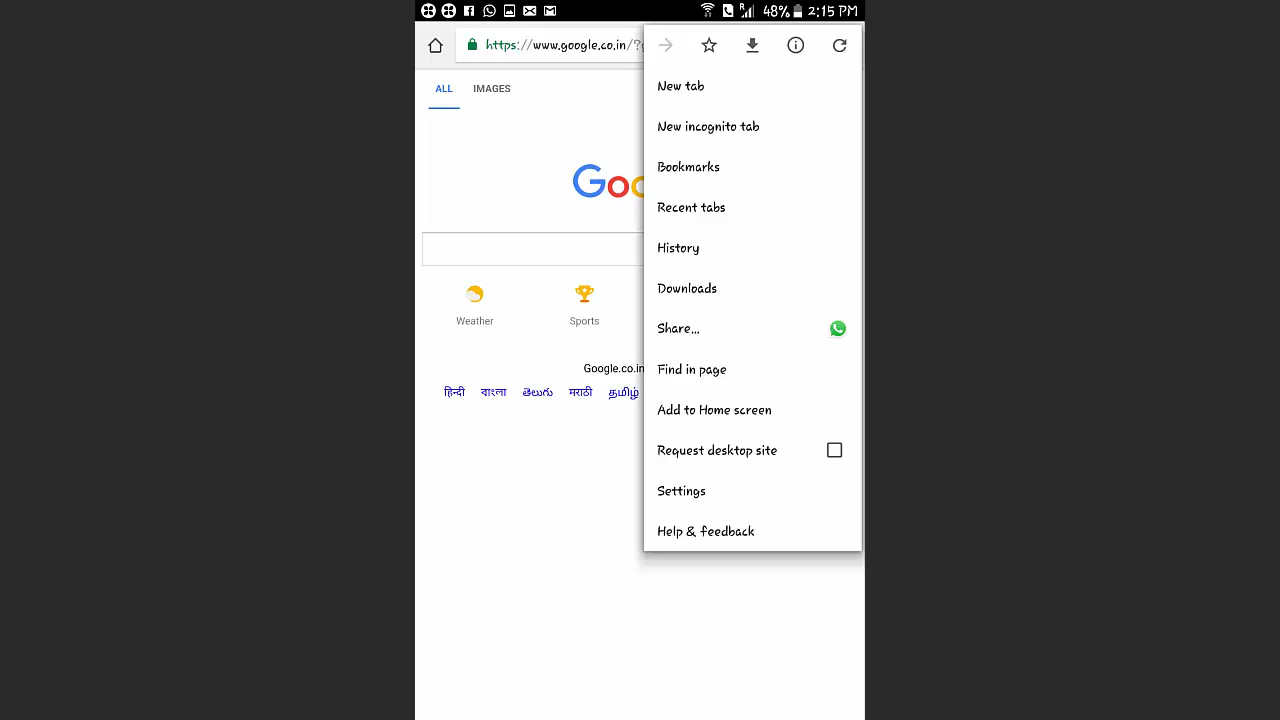 48% 2:15 PM
https://www.google.co.in/?g
ALL IMAGES
Goo
Weather Sports
Google.co.in
हिन्दी বাংলা తెలుగు मराठी தமிழ்
New tab
New incognito tab
Bookmarks
Recent tabs
History
Downloads
Share...
Find in page
Add to Home screen
Request desktop site
Settings
Help & feedback